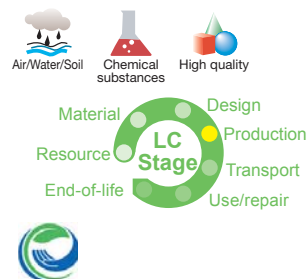 Air/Water/Soil
Chemical
substances
High quality
Material
Design
LC
Stage
Production
Resource
Transport
End-of-life
Use/repair